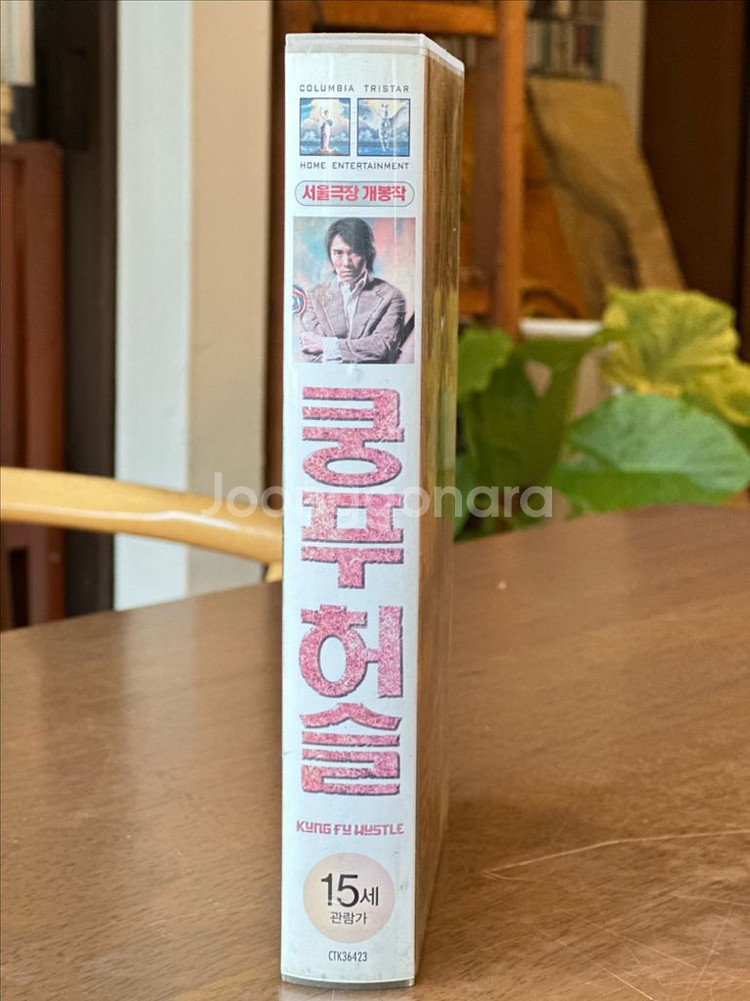 COLUMBIA TRISTAR
HOME ENTERTAINMENT
서울극장 개봉작
쿵푸 허슬
KUNG FU HUSTLE
15세
관람가
CTK36423
Joonggonara